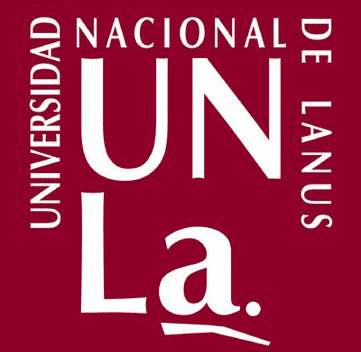 UNIVERSIDAD
NACIONAL
DE LANUS
UN
La.